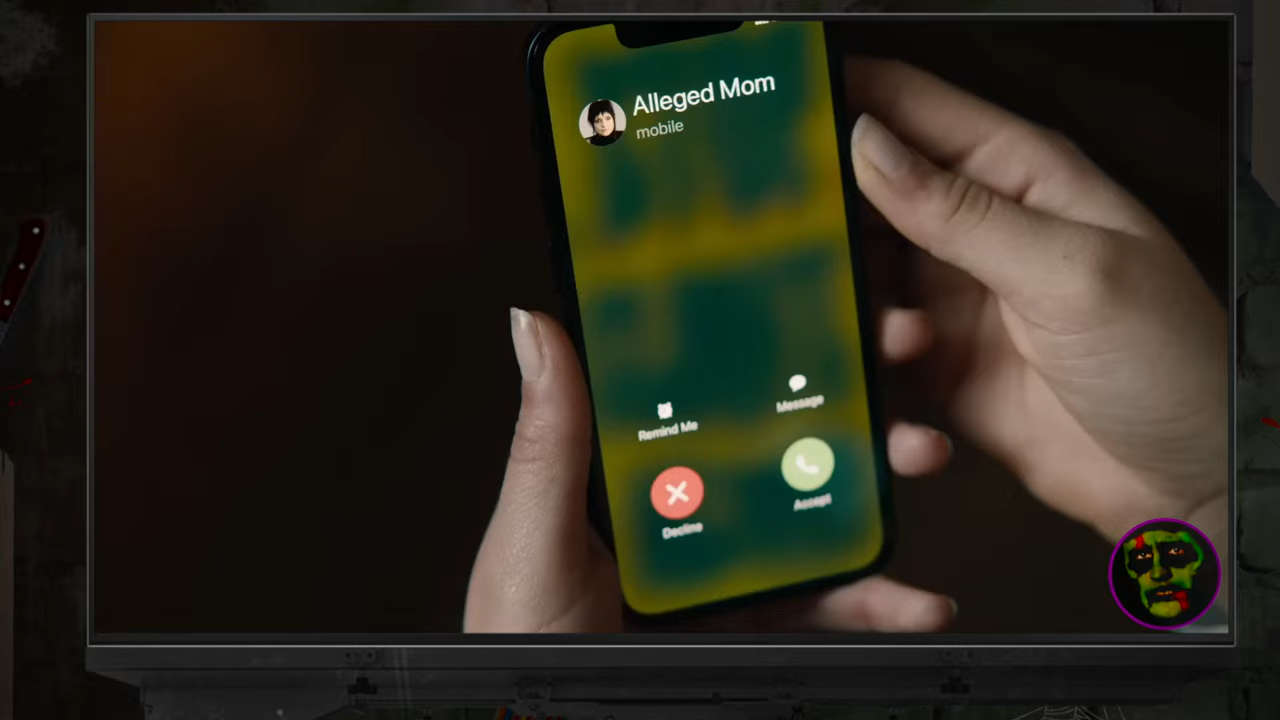 Alleged Mom
mobile
Remind Me
Message
Decline
Accept